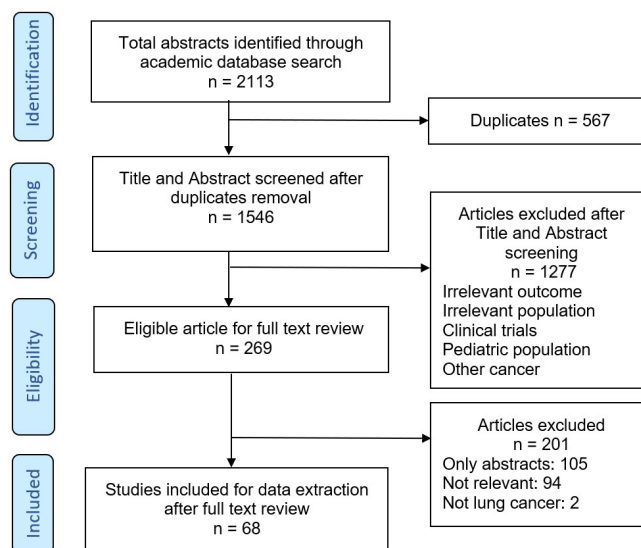 Identification
Total abstracts identified through
academic database search
n = 2113
Duplicates n = 567
Screening
Title and Abstract screened after
duplicates removal
n = 1546
Articles excluded after
Title and Abstract
screening
n = 1277
Irrelevant outcome
Irrelevant population
Clinical trials
Pediatric population
Other cancer
Eligibility
Eligible article for full text review
n = 269
Articles excluded
n = 201
Only abstracts: 105
Not relevant: 94
Not lung cancer: 2
Included
Studies included for data extraction
after full text review
n = 68